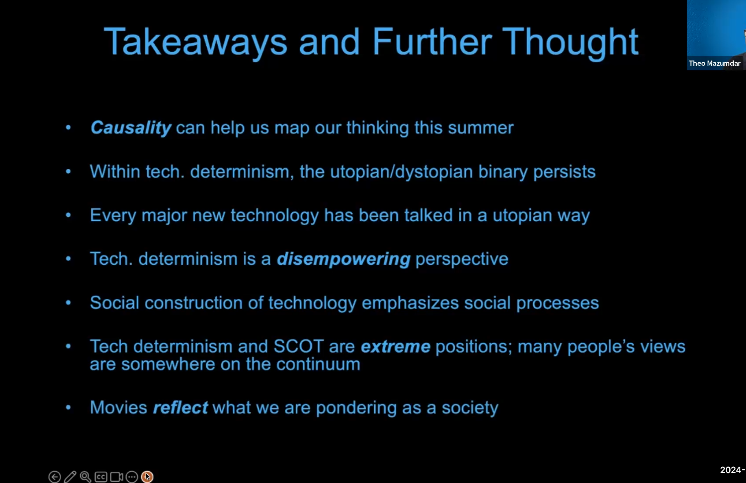 Takeaways and Further Thought
Theo Mazumdar
• Causality can help us map our thinking this summer
• Within tech. determinism, the utopian/dystopian binary persists
• Every major new technology has been talked in a utopian way
• Tech. determinism is a disempowering perspective
• Social construction of technology emphasizes social processes
• Tech determinism and SCOT are extreme positions; many people's views
are somewhere on the continuum
• Movies reflect what we are pondering as a society
2024-
CC